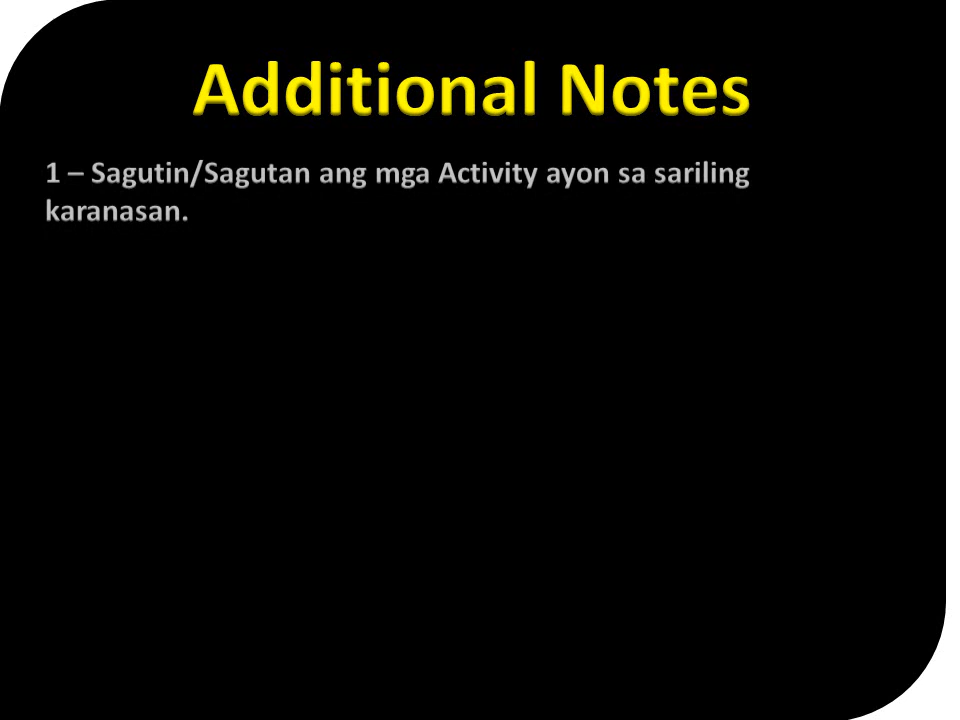 Additional Notes
1 – Sagutin/Sagutan ang mga Activity ayon sa sariling
karanasan.